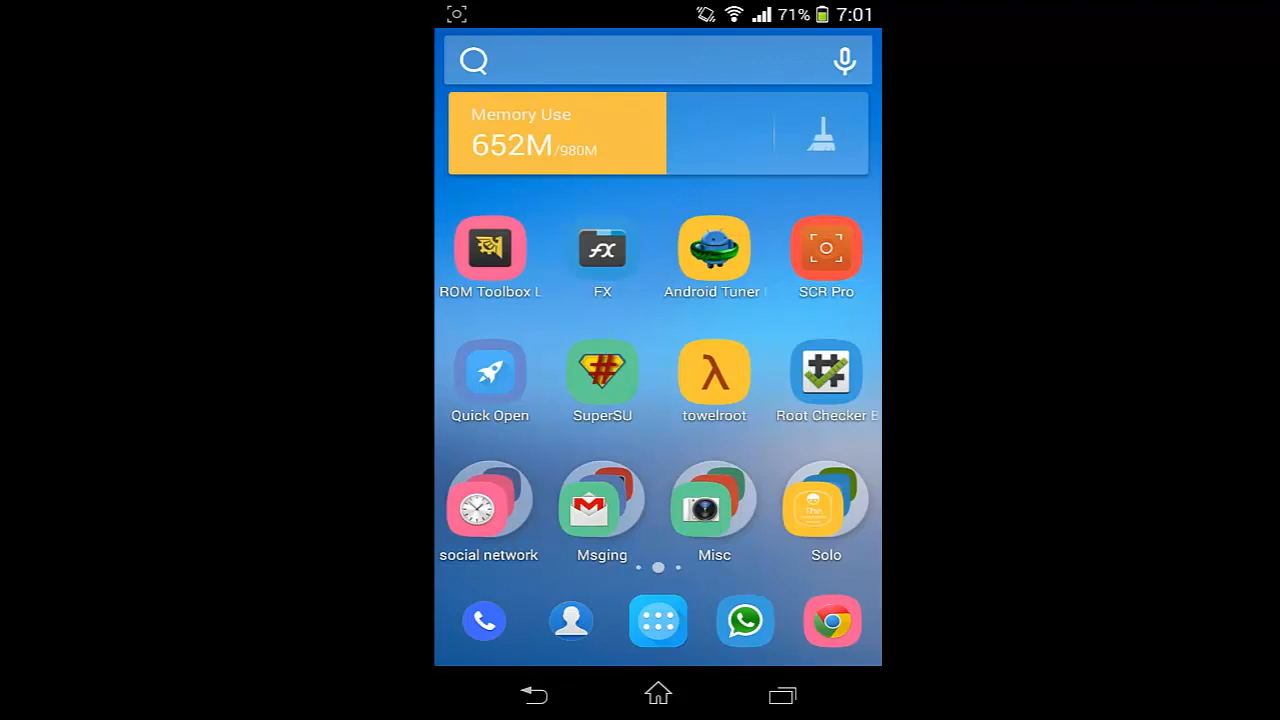 71% 7:01
Memory Use
652M/980M
ROM Toolbox L
FX
Android Tuner
SCR Pro
Quick Open
SuperSU
λ
towelroot
Root Checker B
social network
Msging
Misc
The
Solo